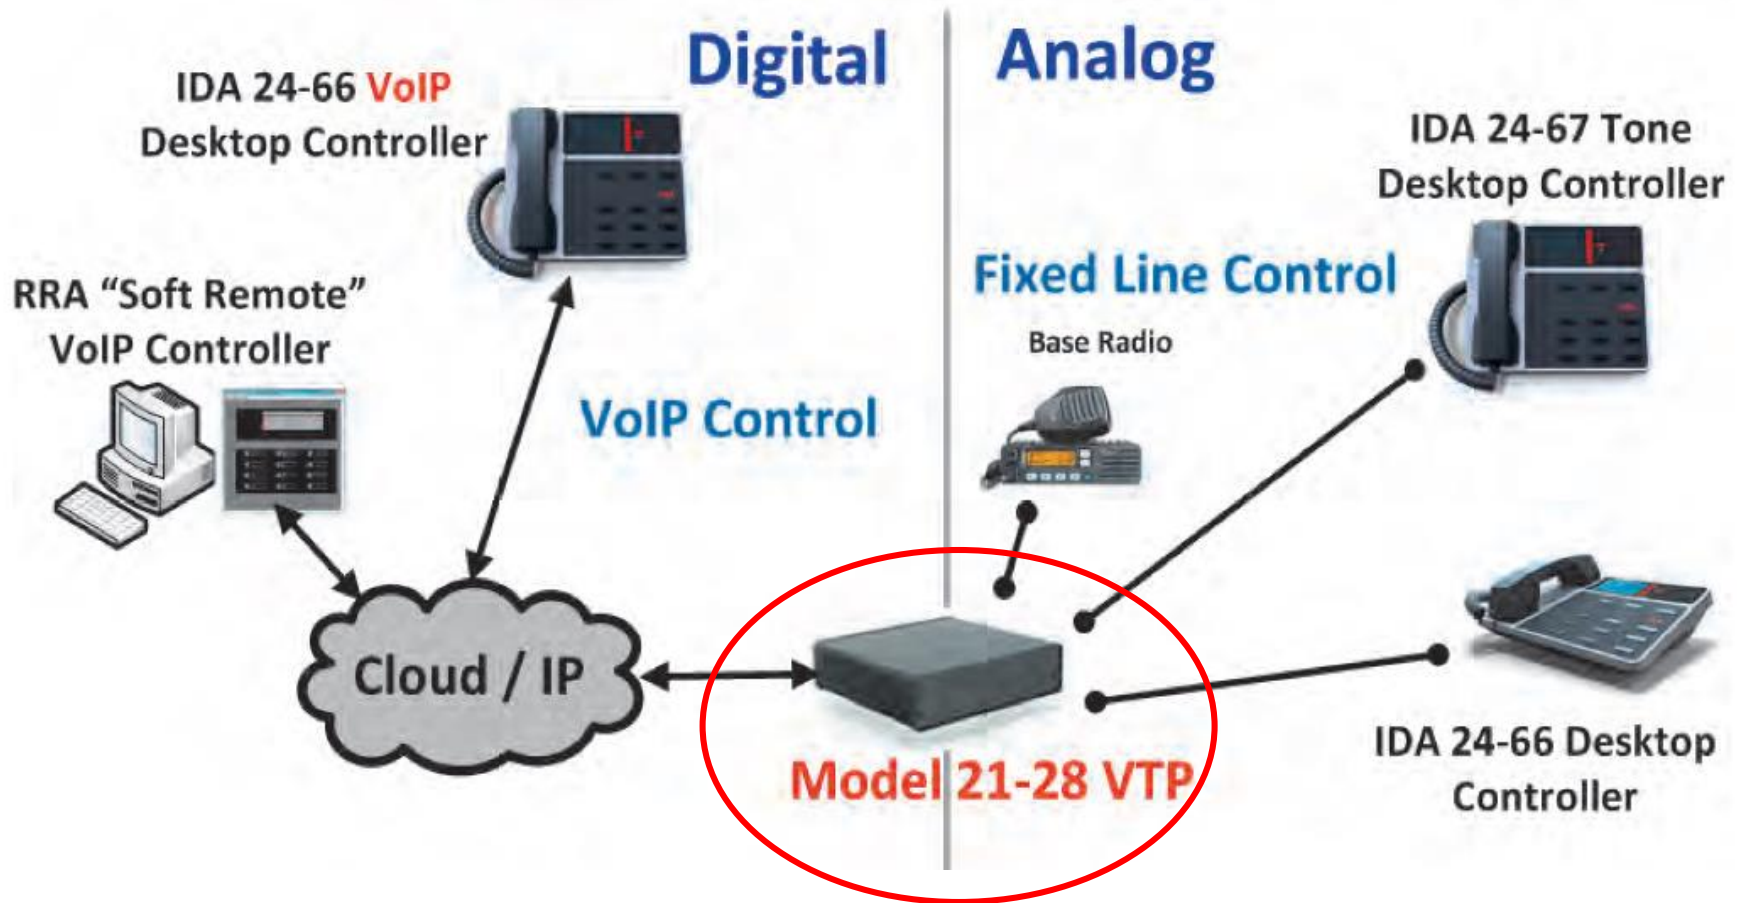 Digital
Analog
IDA 24-66 VoIP
Desktop Controller
IDA 24-67 Tone
Desktop Controller
RRA “Soft Remote”
VoIP Controller
Fixed Line Control
Base Radio
VoIP Control
Cloud / IP
Model 21-28 VTP
IDA 24-66 Desktop
Controller